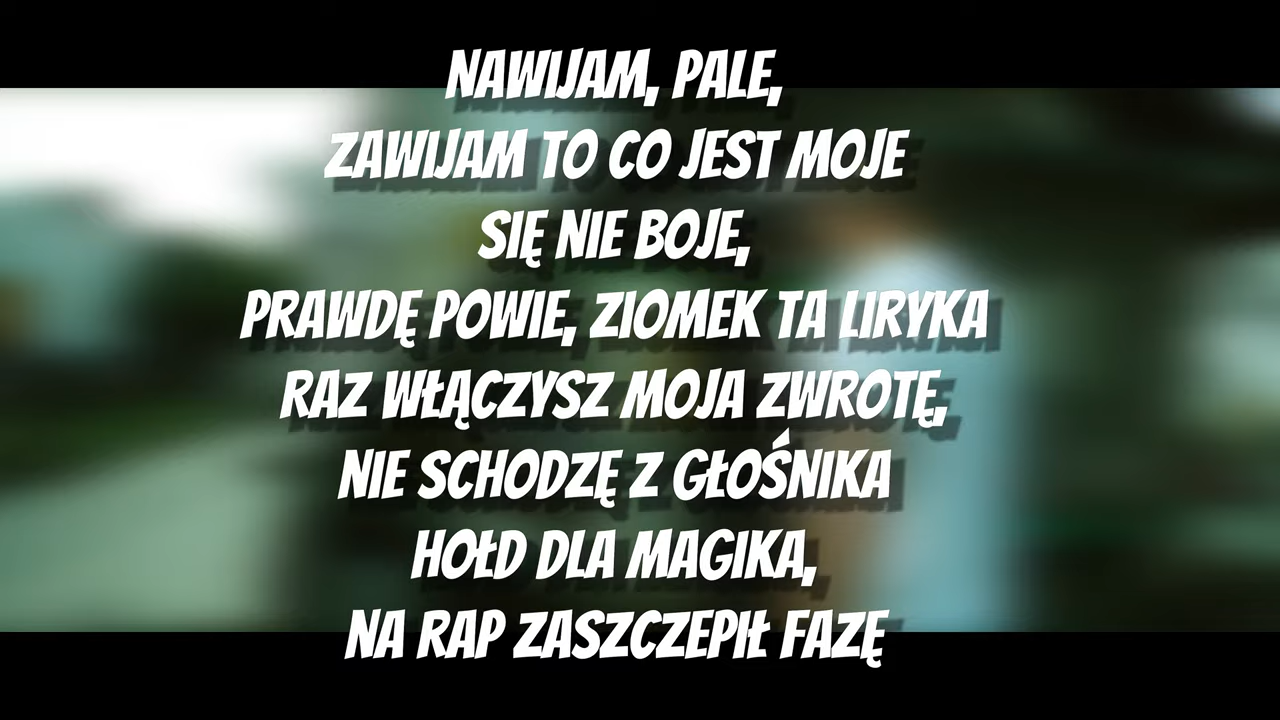 NAWIJAM, PALE,
ZAWIJAM TO CO JEST MOJE
SIĘ NIE BOJE,
PRAWDĘ POWIE, ZIOMEK TA LIRYKA
RAZ WŁĄCZYSZ MOJA ZWROTĘ,
NIE SCHODZĘ Z GŁOŚNIKA
HOŁD DLA MAGIKA,
NA RAP ZASZCZEPIŁ FAZĘ